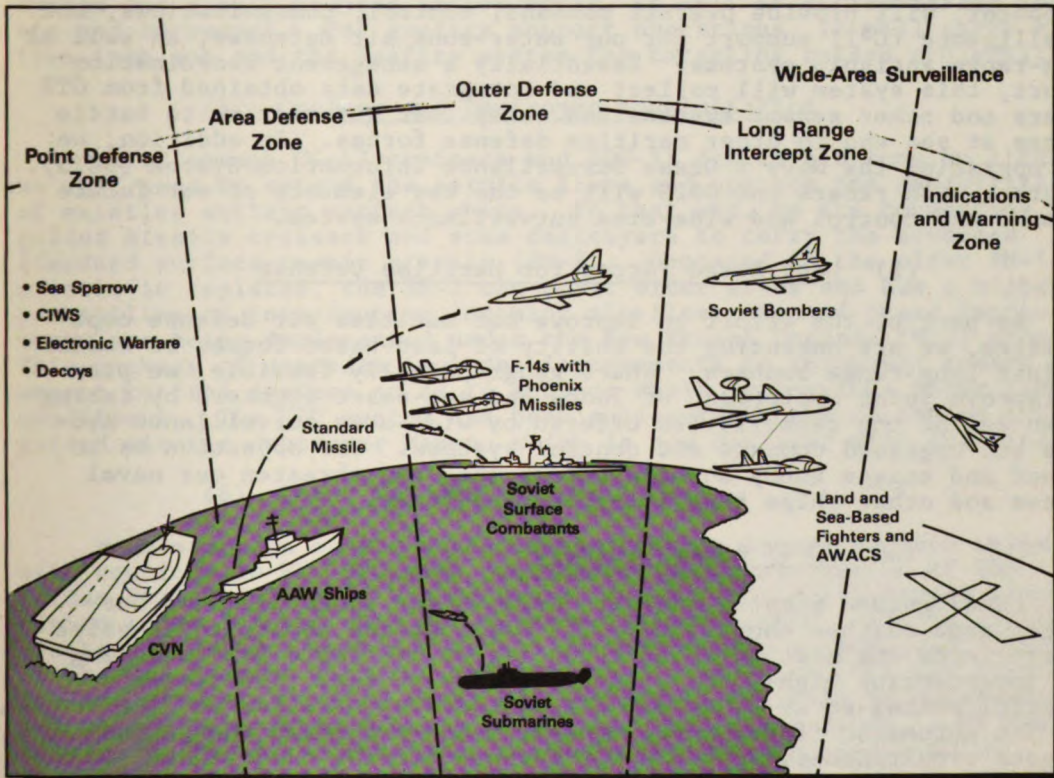 Wide-Area Surveillance
Outer Defense
Zone
Area Defense
Zone
Point Defense
Zone
Long Range
Intercept Zone
Indications
and Warning
Zone
• Sea Sparrow
• CIWS
• Electronic Warfare
• Decoys
Soviet Bombers
F-14s with
Phoenix
Missiles
Standard
Missile
Soviet
Surface
Combatants
Land and
Sea-Based
Fighters and
AWACS
AAW Ships
CVN
Soviet
Submarines